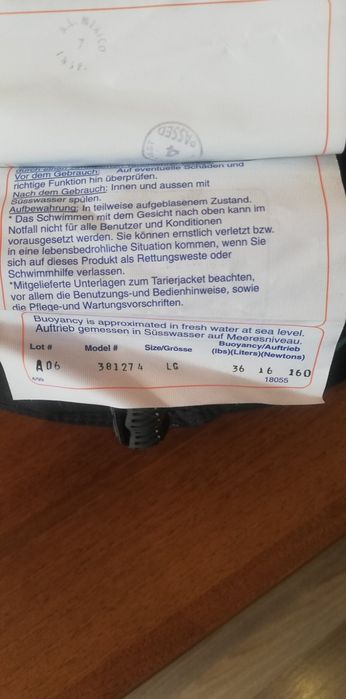 4
PASSED
Vor dem Gebrauch: Auf eventuelle Schäden und
richtige Funktion hin überprüfen.
Nach dem Gebrauch: Innen und aussen mit
Süsswasser spülen.
Aufbewahrung: In teilweise aufgeblasenem Zustand.
* Das Schwimmen mit dem Gesicht nach oben kann im
Notfall nicht für alle Benutzer und Konditionen
vorausgesetzt werden. Sie können ernstlich verletzt bzw.
in eine lebensbedrohliche Situation kommen, wenn Sie
sich auf dieses Produkt als Rettungsweste oder
Schwimmhilfe verlassen.
*Mitgelieferte Unterlagen zum Tarierjacket beachten,
vor allem die Benutzungs- und Bedienhinweise, sowie
die Pflege-und Wartungsvorschriften.
Buoyancy is approximated in fresh water at sea level.
Auftrieb gemessen in Süsswasser auf Meeresniveau.
Lot # Model # Size/Grösse Buoyancy/Auftrieb
(lbs)(Liters)(Newtons)
A06 381274 LG 36 16 160
18055